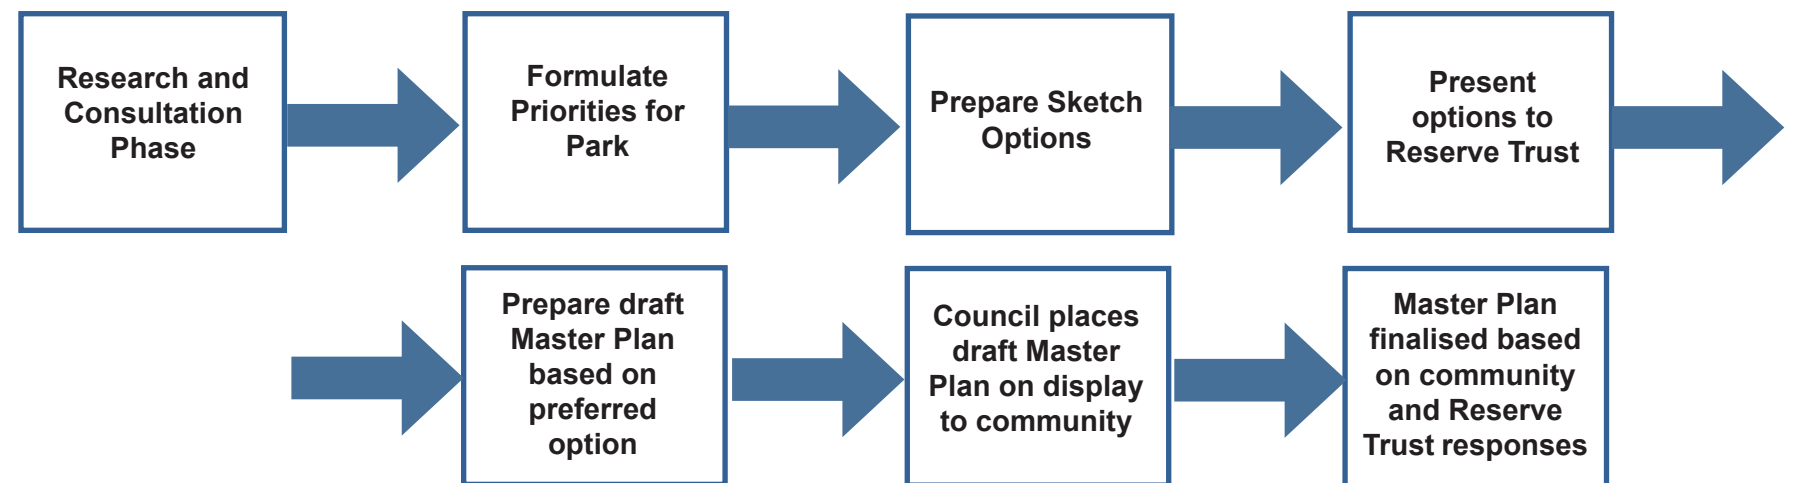 Research and
Consultation
Phase
Formulate
Priorities for
Park
Prepare Sketch
Options
Present
options to
Reserve Trust
Prepare draft
Master Plan
based on
preferred
option
Council places
draft Master
Plan on display
to community
Master Plan
finalised based
on community
and Reserve
Trust responses